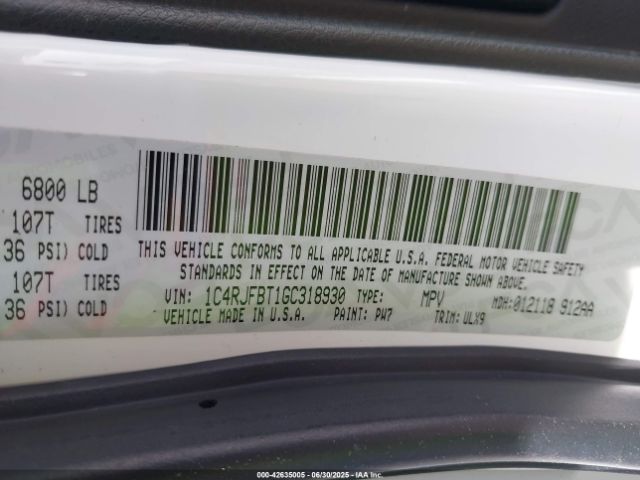 6800 LB
107T TIRES
36 PSI) COLD
107T TIRES
36 PSI) COLD
THIS VEHICLE CONFORMS TO ALL APPLICABLE U.S.A. FEDERAL MOTOR VEHICLE SAFETY
STANDARDS IN EFFECT ON THE DATE OF MANUFACTURE SHOWN ABOVE.
VIN: 1C4RJFBT1GC318930 TYPE: MPV MDH:012118 912AA
VEHICLE MADE IN U.S.A. PAINT: PW7 TRIM: ULX9
000-42635005 - 06/30/2025 - IAAI